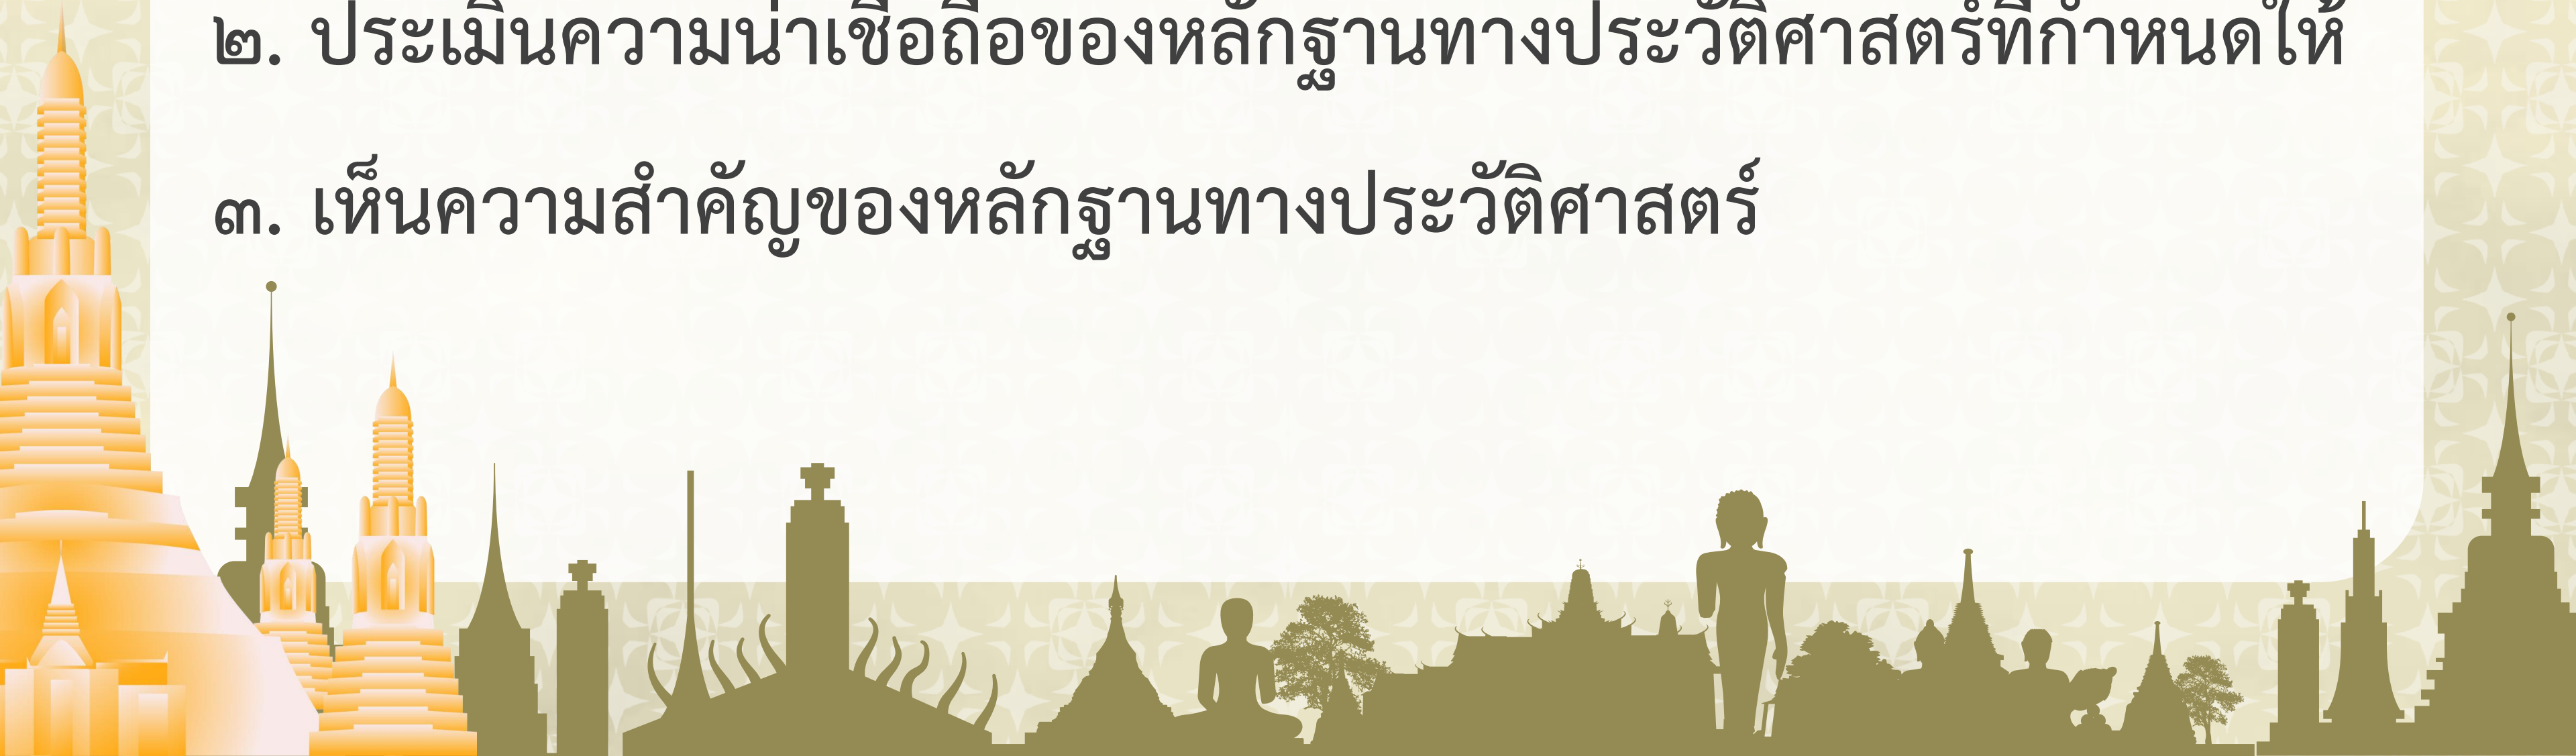 ๒. ประเมินความน่าเชื่อถือของหลักฐานทางประวัติศาสตร์ที่กำหนดให้
๓. เห็นความสำคัญของหลักฐานทางประวัติศาสตร์